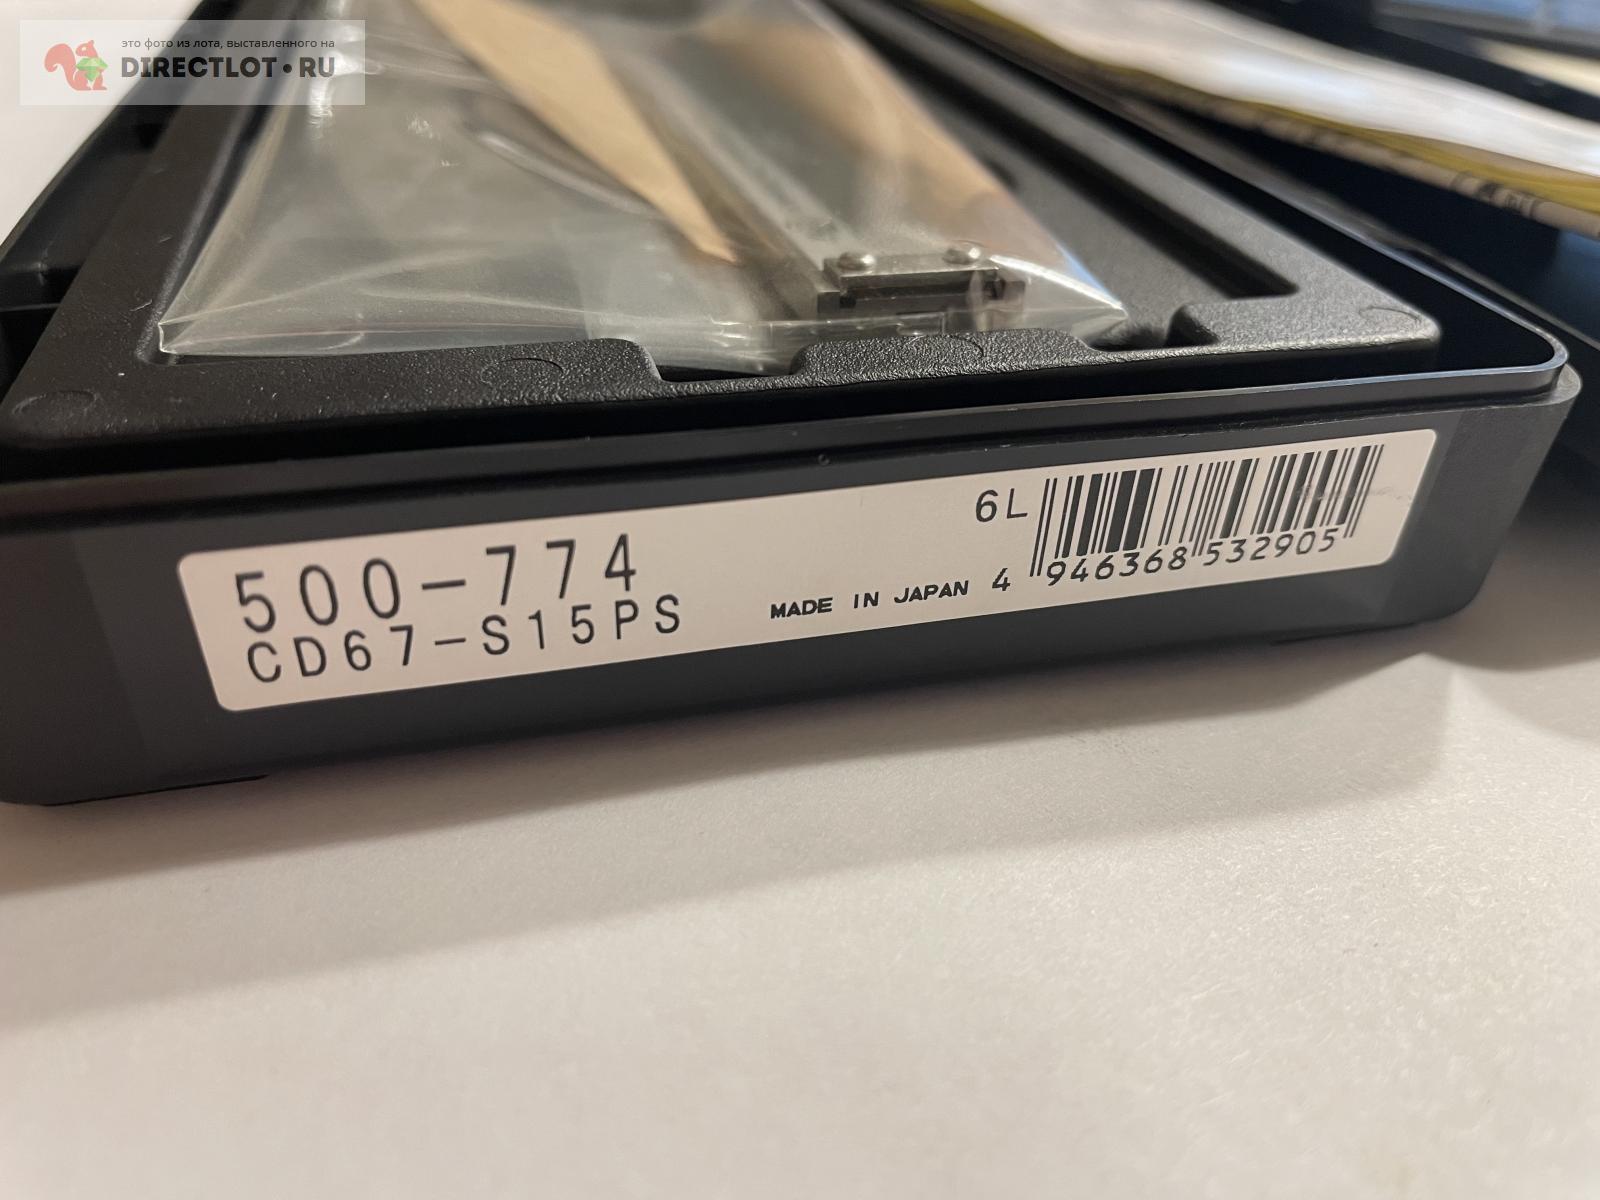 это фото из лота, выставленного на
DIRECTLOT•RU
500-774
CD67-S15PS
MADE IN JAPAN
6L
4 946368 532905